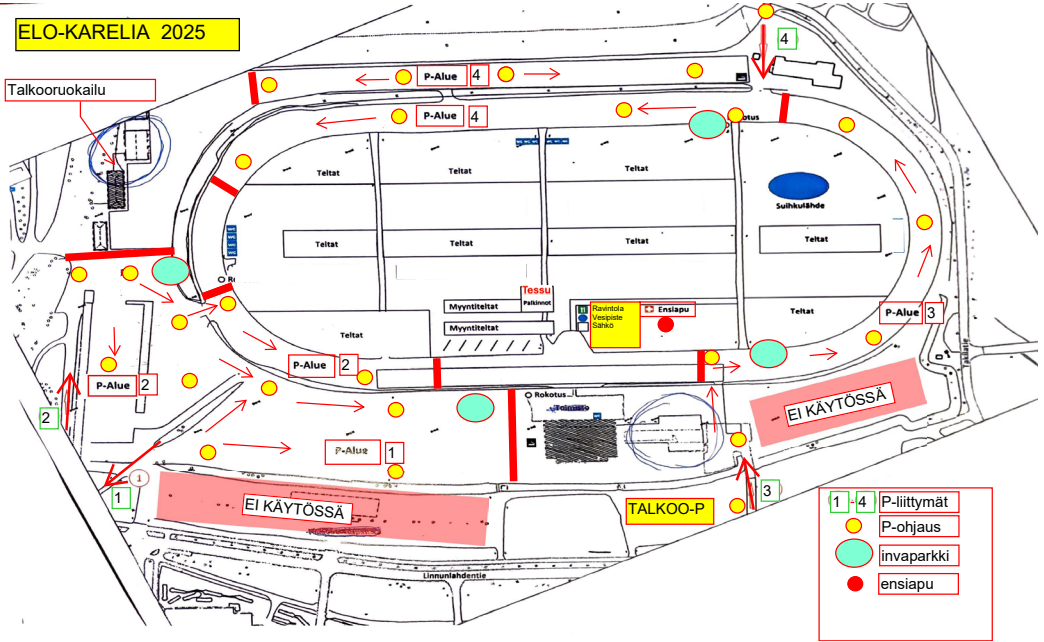 ELO-KARELIA 2025
4
Talkooruokailu
P-Alue 4
P-Alue 4
Rokotus
Teltat
Teltat
Teltat
Suihkulähde
Teltat
Teltat
Teltat
Teltat
Tessu
Palkinnot
Myyntiteltat
Myyntiteltat
Ravintola
Vesipiste
Sähkö
Ensiapu
Teltat
Teltat
P-Alue 3
P-Alue 2
P-Alue 2
2
Rokotus
Toimisto
EI KÄYTÖSSÄ
Läkilatie
P-Alue 1
1
1
EI KÄYTÖSSÄ
TALKOO-P
3
Linnunlahdentie
1 - 4 P-liittymät
P-ohjaus
invaparkki
ensiapu